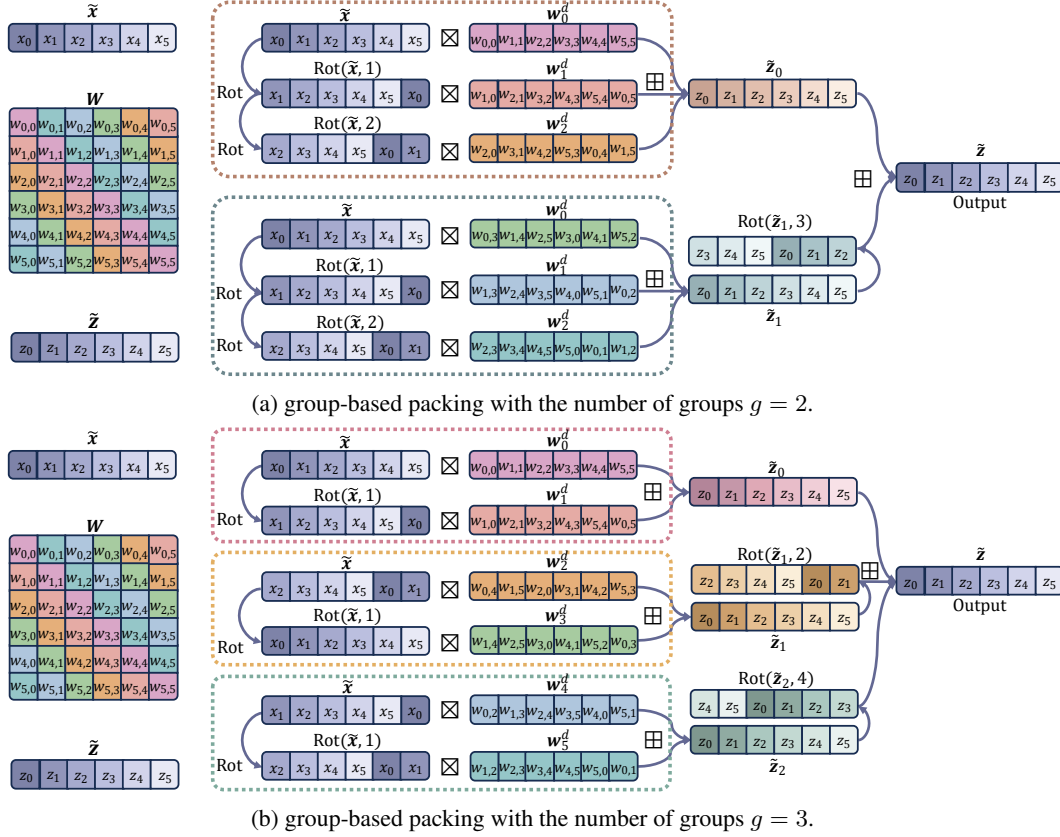 x̃
x₀ x₁ x₂ x₃ x₄ x₅
W
w₀,₀ w₀,₁ w₀,₂ w₀,₃ w₀,₄ w₀,₅
w₁,₀ w₁,₁ w₁,₂ w₁,₃ w₁,₄ w₁,₅
w₂,₀ w₃,₁ w₂,₂ w₂,₃ w₂,₄ w₂,₅
w₃,₀ w₃,₁ w₃,₂ w₃,₃ w₃,₄ w₃,₅
w₄,₀ w₄,₁ w₄,₂ w₄,₃ w₄,₄ w₄,₅
w₅,₀ w₅,₁ w₅,₂ w₅,₃ w₅,₄ w₅,₅
z̃
z₀ z₁ z₂ z₃ z₄ z₅
x̃ w₀ᵈ
x₀ x₁ x₂ x₃ x₄ x₅ ⊠ w₀,₀ w₁,₁ w₂,₂ w₃,₃ w₄,₄ w₅,₅
Rot Rot(x̃, 1) w₁ᵈ ⊞
x₁ x₂ x₃ x₄ x₅ x₀ ⊠ w₁,₀ w₂,₁ w₃,₂ w₄,₃ w₅,₄ w₀,₅
Rot Rot(x̃, 2) w₂ᵈ
x₂ x₃ x₄ x₅ x₀ x₁ ⊠ w₂,₀ w₃,₁ w₄,₂ w₅,₃ w₀,₄ w₁,₅
z̃₀
z₀ z₁ z₂ z₃ z₄ z₅
x̃ w₀ᵈ
x₀ x₁ x₂ x₃ x₄ x₅ ⊠ w₀,₃ w₁,₄ w₂,₅ w₃,₀ w₄,₁ w₅,₂
Rot Rot(x̃, 1) w₁ᵈ ⊞
x₁ x₂ x₃ x₄ x₅ x₀ ⊠ w₁,₃ w₂,₄ w₃,₅ w₄,₀ w₅,₁ w₀,₂
Rot Rot(x̃, 2) w₂ᵈ
x₂ x₃ x₄ x₅ x₀ x₁ ⊠ w₂,₃ w₃,₄ w₄,₅ w₅,₀ w₀,₁ w₁,₂
Rot(z̃₁, 3)
z₃ z₄ z₅ z₀ z₁ z₂
z₀ z₁ z₂ z₃ z₄ z₅
z̃₁
⊞
z̃
z₀ z₁ z₂ z₃ z₄ z₅
Output
(a) group-based packing with the number of groups g = 2.
x̃
x₀ x₁ x₂ x₃ x₄ x₅
W
w₀,₀ w₀,₁ w₀,₂ w₀,₃ w₀,₄ w₀,₅
w₁,₀ w₁,₁ w₁,₂ w₁,₃ w₁,₄ w₁,₅
w₂,₀ w₂,₁ w₂,₂ w₂,₃ w₂,₄ w₂,₅
w₃,₀ w₃,₁ w₃,₂ w₃,₃ w₃,₄ w₃,₅
w₄,₀ w₄,₁ w₄,₂ w₄,₃ w₄,₄ w₄,₅
w₅,₀ w₅,₁ w₅,₂ w₅,₃ w₅,₄ w₅,₅
z̃
z₀ z₁ z₂ z₃ z₄ z₅
x̃ w₀ᵈ
x₀ x₁ x₂ x₃ x₄ x₅ ⊠ w₀,₀ w₁,₁ w₂,₂ w₃,₃ w₄,₄ w₅,₅
Rot Rot(x̃, 1) w₁ᵈ ⊞
x₁ x₂ x₃ x₄ x₅ x₀ ⊠ w₁,₀ w₂,₁ w₃,₂ w₄,₃ w₅,₄ w₀,₅
z̃₀
z₀ z₁ z₂ z₃ z₄ z₅
x̃ w₂ᵈ
x₂ x₃ x₄ x₅ x₀ x₁ ⊠ w₀,₄ w₁,₅ w₂,₀ w₃,₁ w₄,₂ w₅,₃
Rot Rot(x̃, 1) w₃ᵈ ⊞
x₀ x₁ x₂ x₃ x₄ x₅ ⊠ w₁,₄ w₂,₅ w₃,₀ w₄,₁ w₅,₂ w₀,₃
Rot(z̃₁, 2)
z₂ z₃ z₄ z₅ z₀ z₁
z₀ z₁ z₂ z₃ z₄ z₅
z̃₁
x̃ w₄ᵈ
x₁ x₂ x₃ x₄ x₅ x₀ ⊠ w₀,₂ w₁,₃ w₂,₄ w₃,₅ w₄,₀ w₅,₁
Rot Rot(x̃, 1) w₅ᵈ ⊞
x₂ x₃ x₄ x₅ x₀ x₁ ⊠ w₁,₂ w₂,₃ w₃,₄ w₄,₅ w₅,₀ w₀,₁
Rot(z̃₂, 4)
z₄ z₅ z₀ z₁ z₂ z₃
z₀ z₁ z₂ z₃ z₄ z₅
z̃₂
⊞
z̃
z₀ z₁ z₂ z₃ z₄ z₅
Output
(b) group-based packing with the number of groups g = 3.